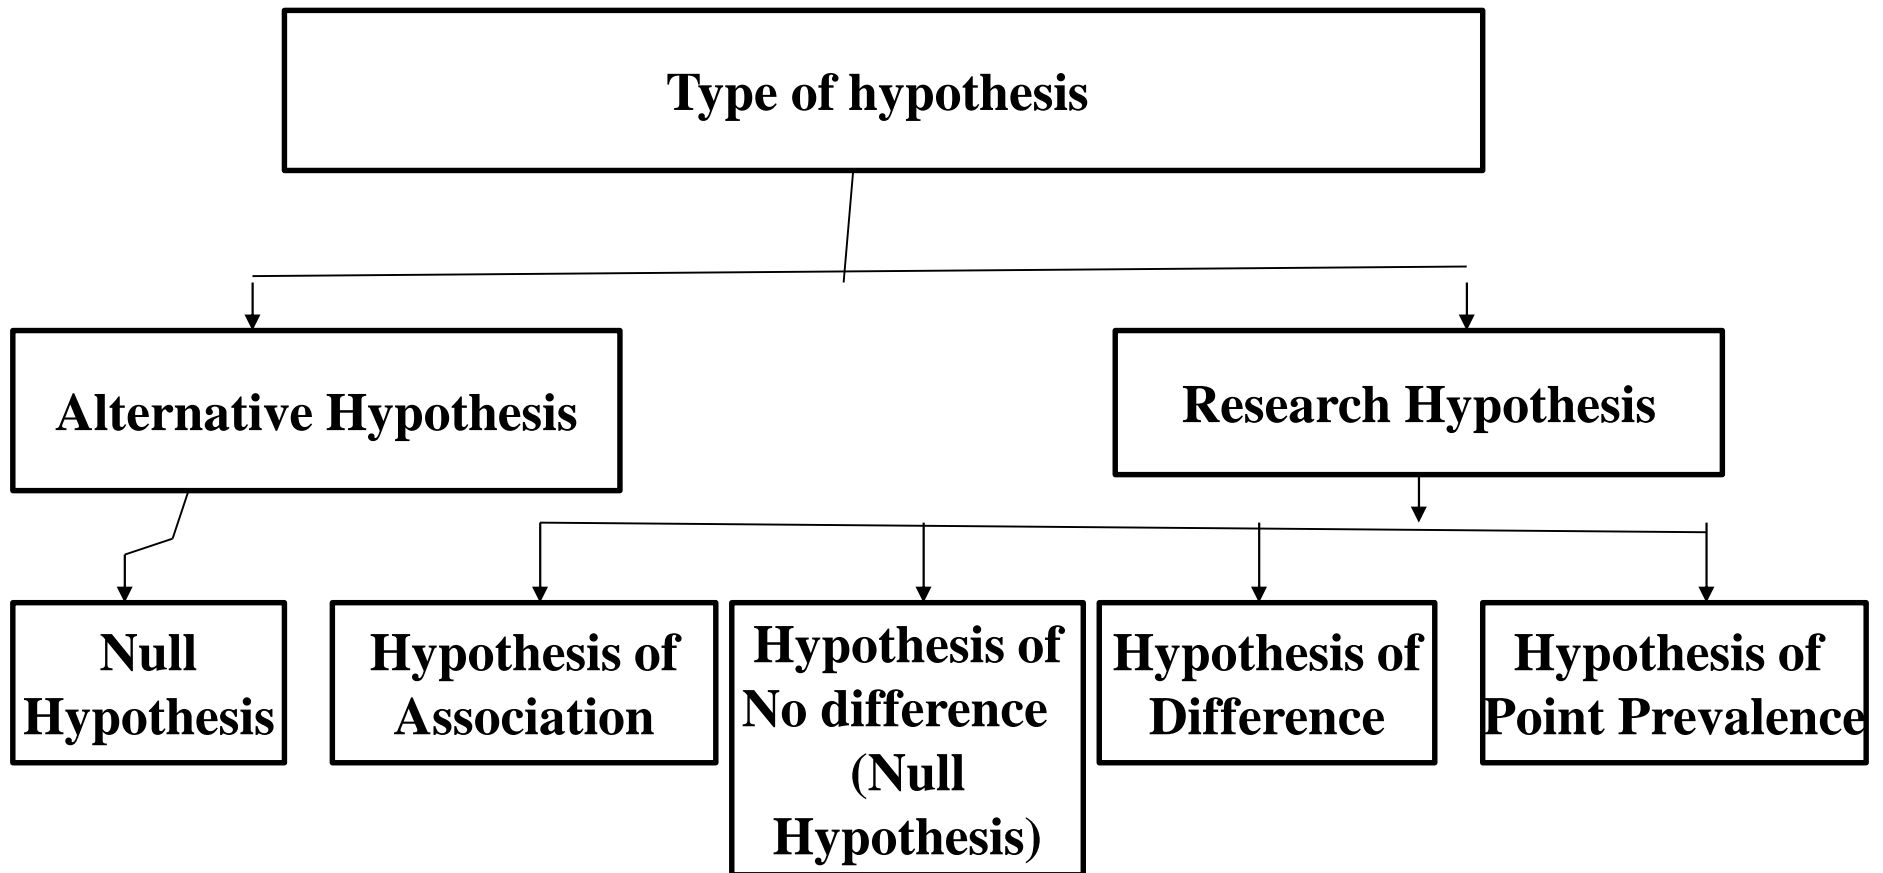 Type of hypothesis
Alternative Hypothesis
Research Hypothesis
Null
Hypothesis
Hypothesis of
Association
Hypothesis of
No difference
(Null
Hypothesis)
Hypothesis of
Difference
Hypothesis of
Point Prevalence